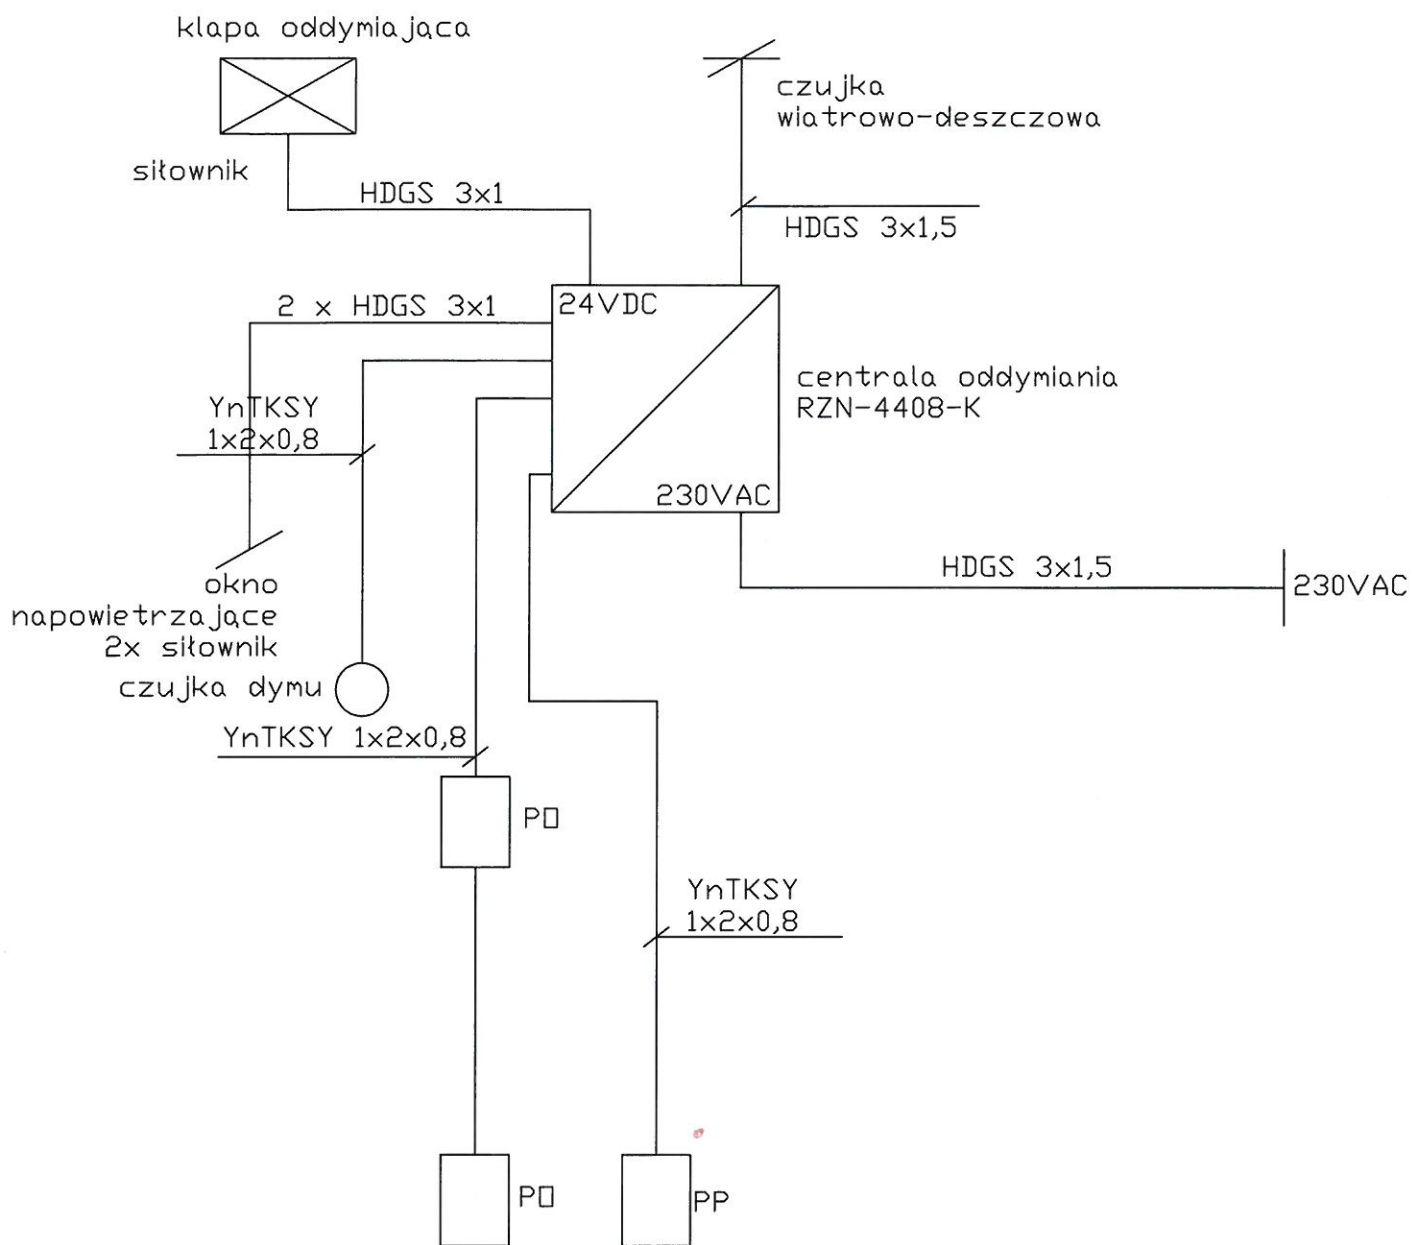 klapa oddymiająca
czujka
wiatrowo-deszczowa
siłownik
HDGS 3x1
HDGS 3x1,5
2 x HDGS 3x1
24VDC
centrala oddymiania
RZN-4408-K
YnTKSY
1x2x0,8
230VAC
HDGS 3x1,5
230VAC
okno
napowietrzające
2x siłownik
czujka dymu
YnTKSY 1x2x0,8
PO
YnTKSY
1x2x0,8
PO
PP